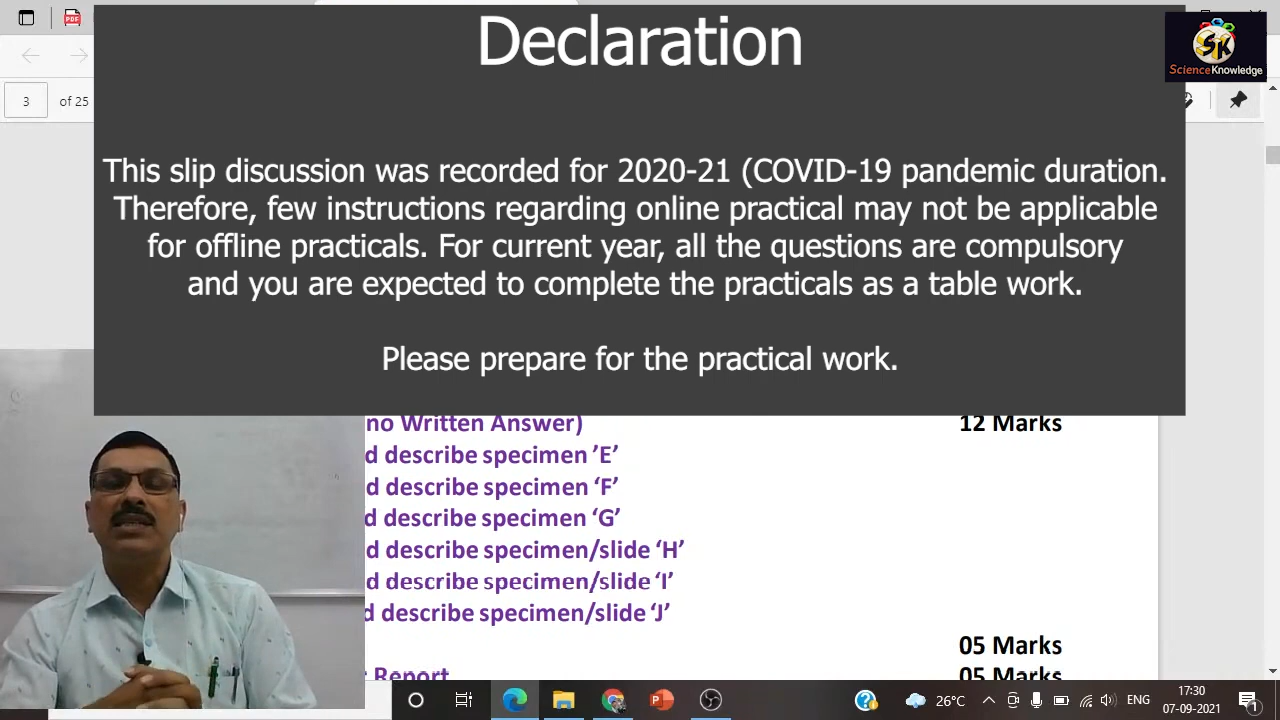 Declaration
SK
ScienceKnowledge
PDF
3 of 25
This slip discussion was recorded for 2020-21 (COVID-19 pandemic duration.
Therefore, few instructions regarding online practical may not be applicable
for offline practicals. For current year, all the questions are compulsory
and you are expected to complete the practicals as a table work.
Please prepare for the practical work.
no Written Answer) 12 Marks
d describe specimen ’E’
d describe specimen ‘F’
d describe specimen ‘G’
d describe specimen/slide ‘H’
d describe specimen/slide ‘I’
d describe specimen/slide ‘J’
05 Marks
Report 05 Marks
26°C ENG 17:30
07-09-2021 1